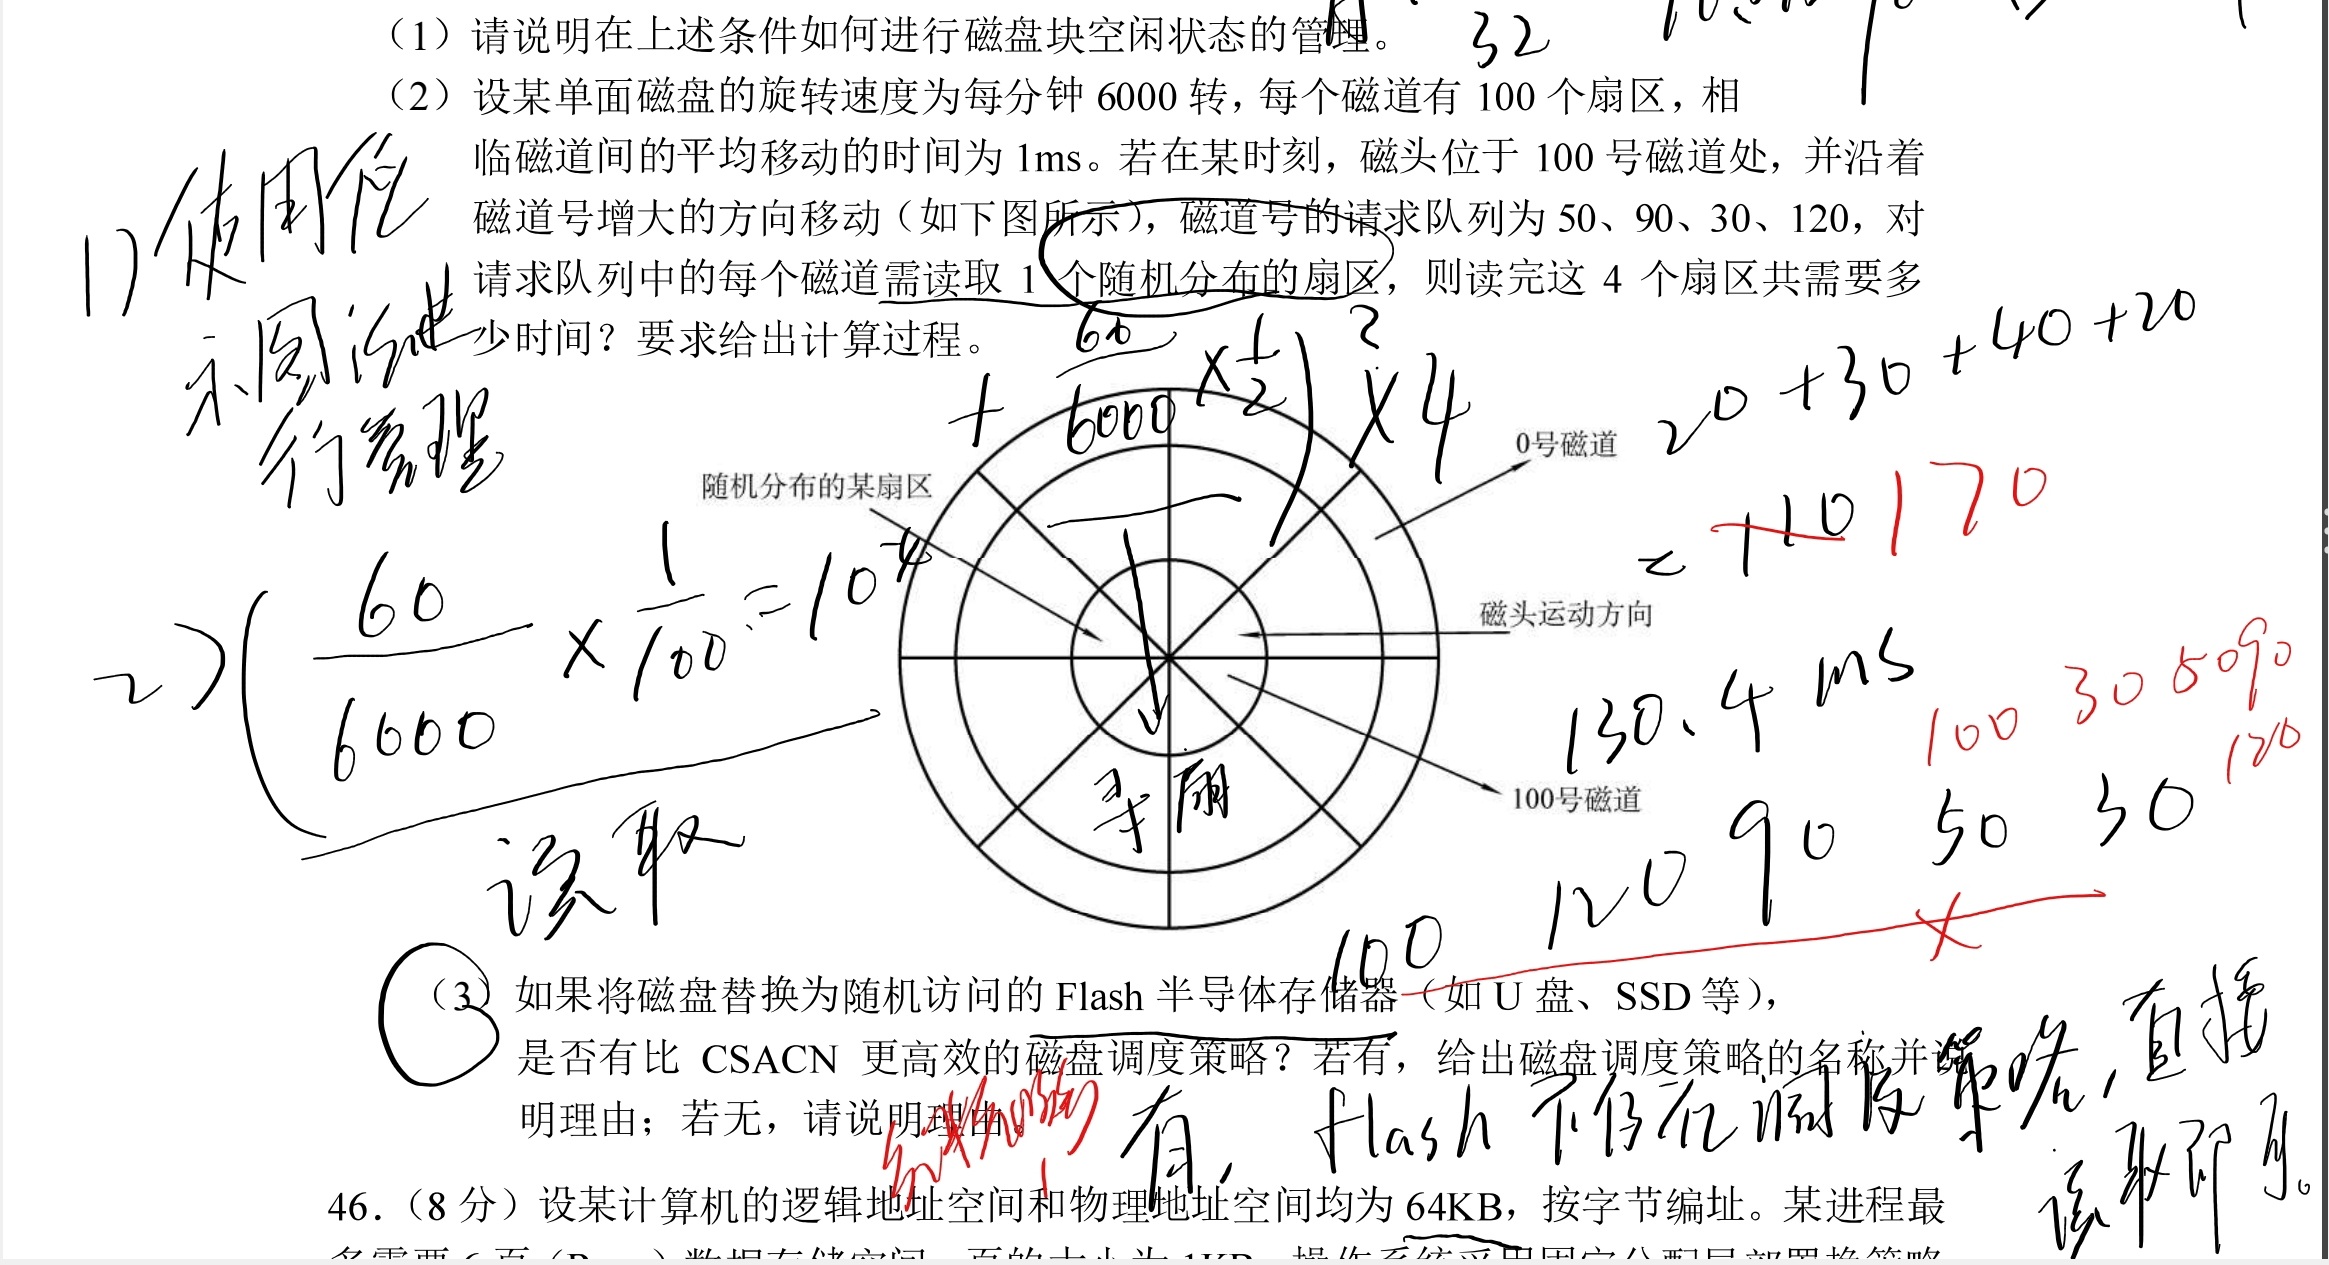 32
（1）请说明在上述条件如何进行磁盘块空闲状态的管理。
（2）设某单面磁盘的旋转速度为每分钟 6000 转，每个磁道有 100 个扇区，相
临磁道间的平均移动的时间为 1ms。若在某时刻，磁头位于 100 号磁道处，并沿着
磁道号增大的方向移动（如下图所示），磁道号的请求队列为 50、90、30、120，对
请求队列中的每个磁道需读取 1 个随机分布的扇区，则读完这 4 个扇区共需要多
少时间？要求给出计算过程。
1) 使用位
示图法进
行管理
+ 60/6000 × 1/2) × 4
20 + 30 + 40 + 20
= 110 170
随机分布的某扇区
0号磁道
磁头运动方向
100号磁道
2) ( 60/6000 × 1/100 = 10
读取
寻扇
130.4 ms
100 30 50 90
120
100 120 90 50 30
（3）如果将磁盘替换为随机访问的 Flash 半导体存储器（如 U 盘、SSD 等），
是否有比 CSACN 更高效的磁盘调度策略？若有，给出磁盘调度策略的名称并说
明理由；若无，请说明理由。
有，flash 不存在调度策略，直接
读取即可。
46.（8 分）设某计算机的逻辑地址空间和物理地址空间均为 64KB，按字节编址。某进程最